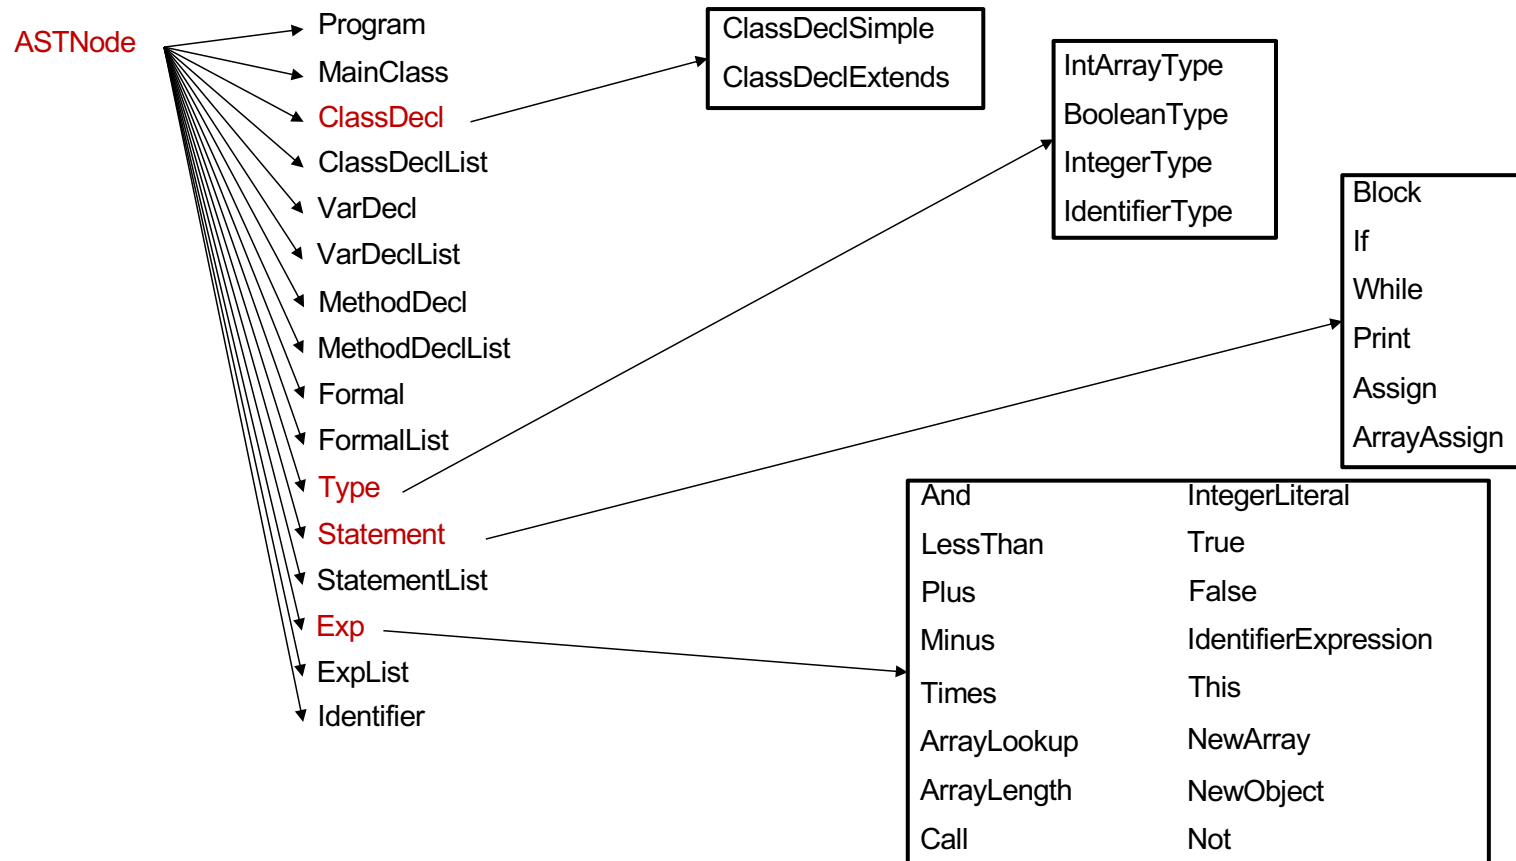 ASTNode
Program
MainClass
ClassDecl
ClassDeclList
VarDecl
VarDeclList
MethodDecl
MethodDeclList
Formal
FormalList
Type
Statement
StatementList
Exp
ExpList
Identifier
ClassDeclSimple
ClassDeclExtends
IntArrayType
BooleanType
IntegerType
IdentifierType
Block
If
While
Print
Assign
ArrayAssign
And
LessThan
Plus
Minus
Times
ArrayLookup
ArrayLength
Call
IntegerLiteral
True
False
IdentifierExpression
This
NewArray
NewObject
Not